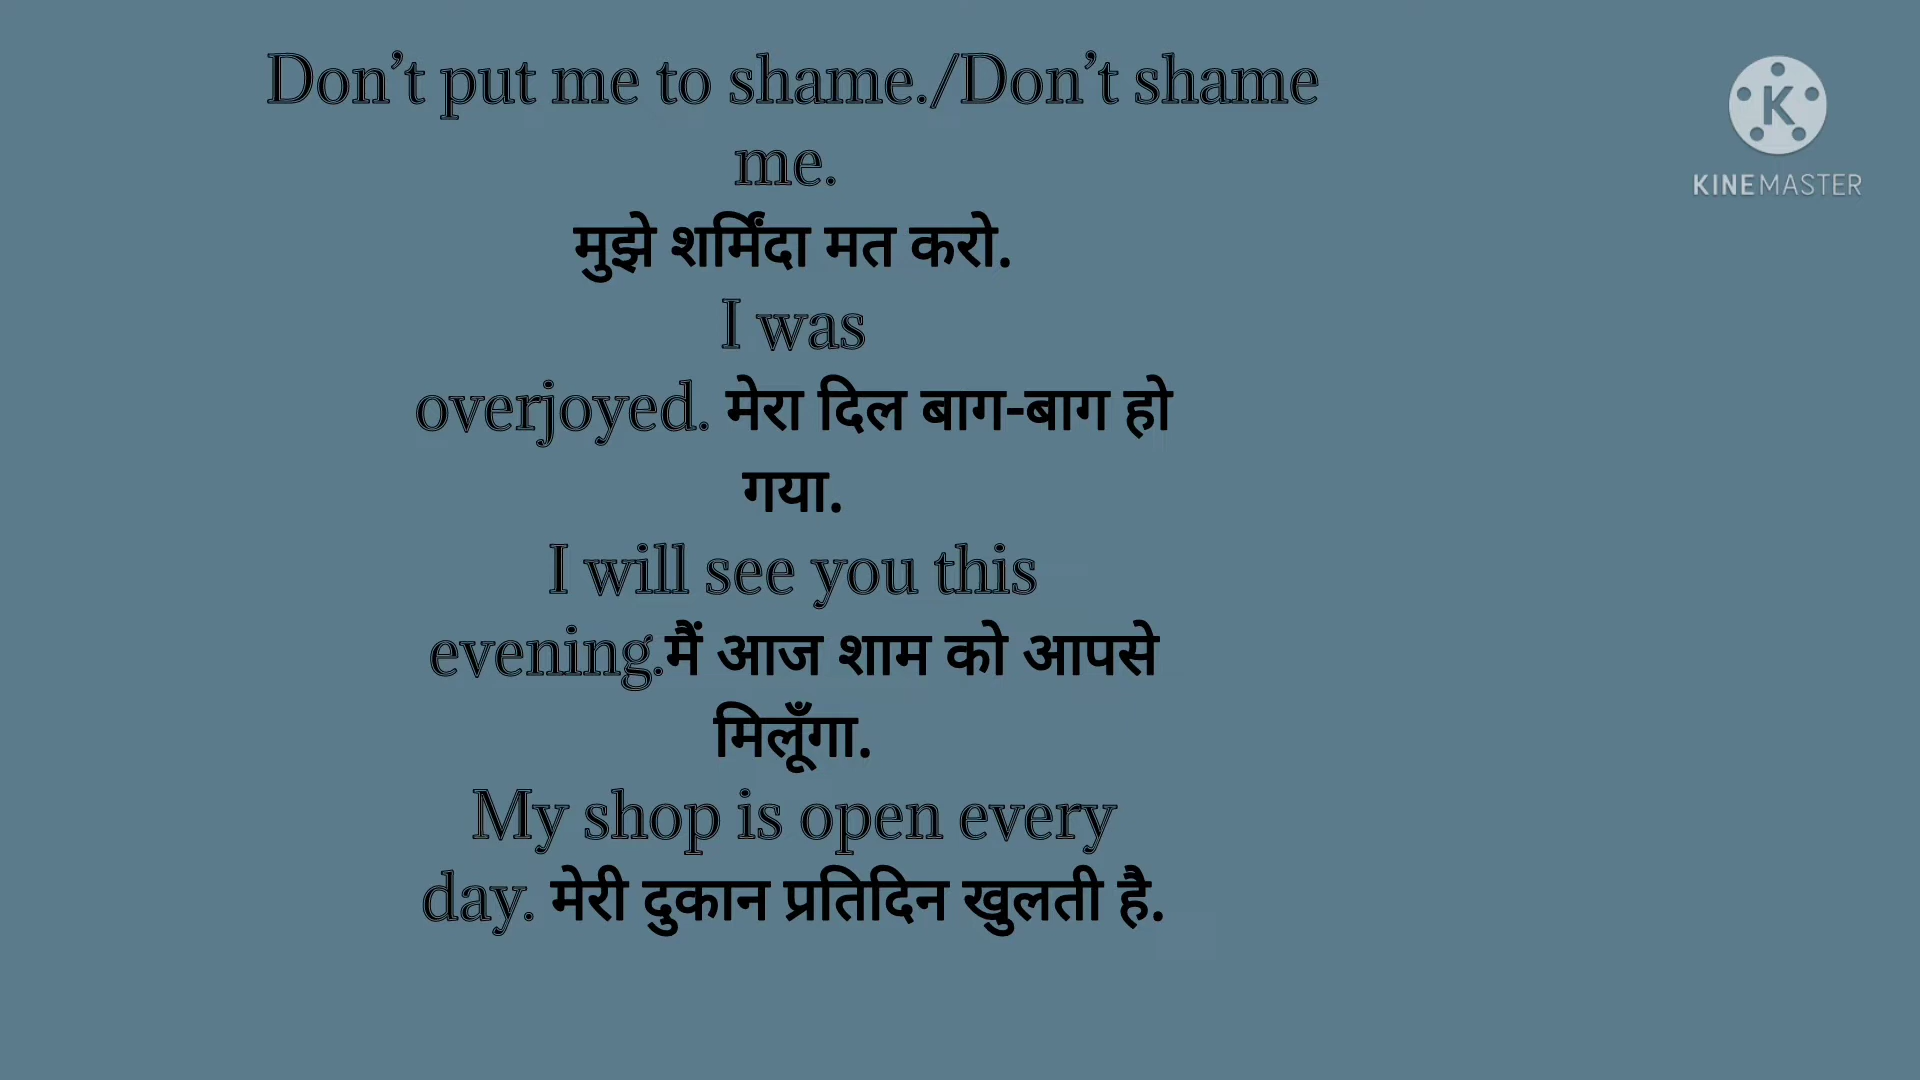 Don’t put me to shame./Don’t shame
me.
मुझे शर्मिंदा मत करो.
I was
overjoyed. मेरा दिल बाग-बाग हो
गया.
I will see you this
evening.मैं आज शाम को आपसे
मिलूँगा.
My shop is open every
day. मेरी दुकान प्रतिदिन खुलती है.
K
KINEMASTER